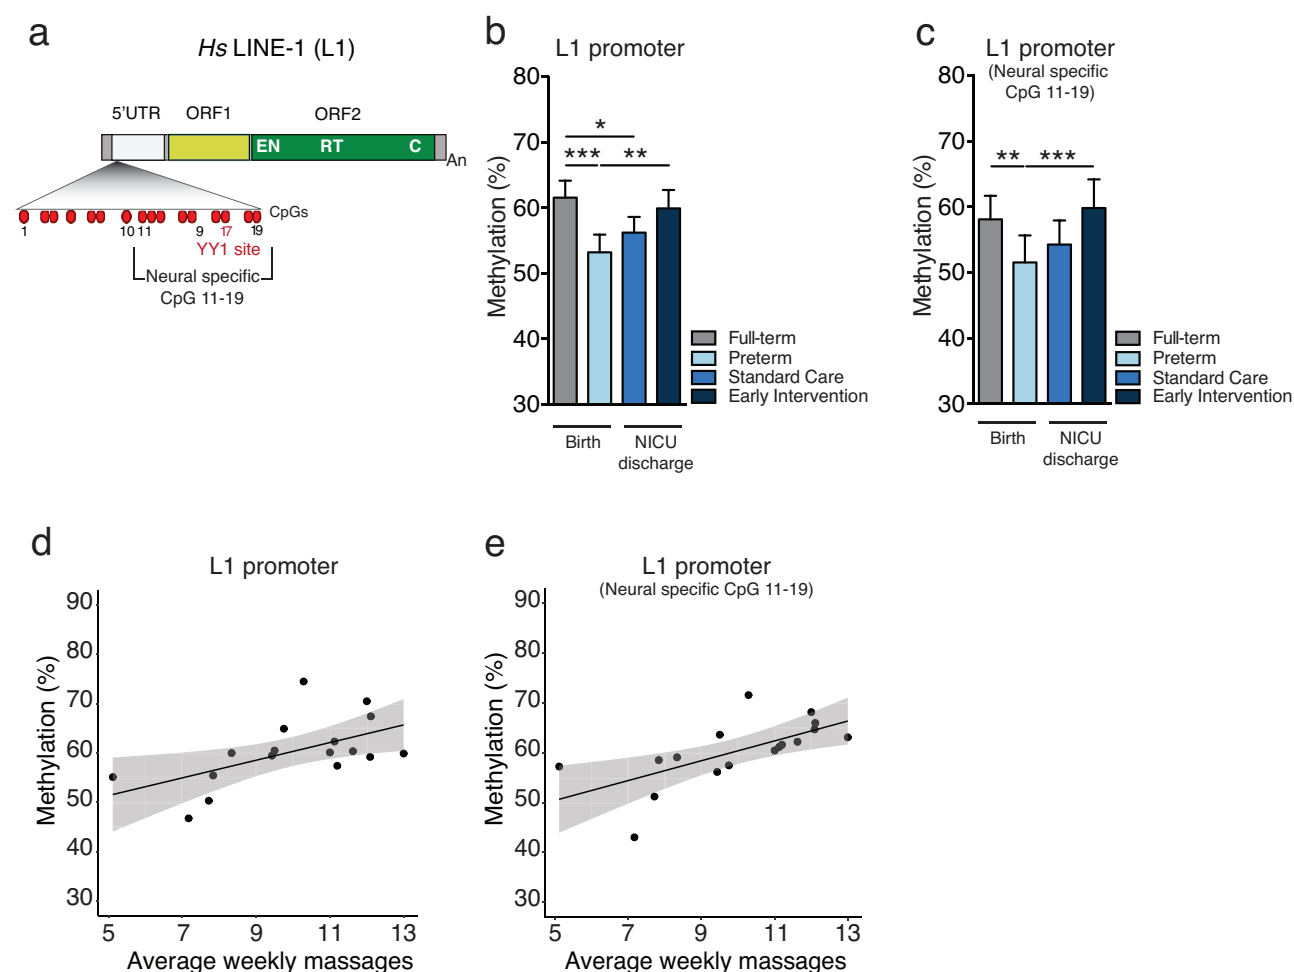 a
Hs LINE-1 (L1)
5'UTR ORF1 ORF2
EN RT C
An
CpGs
1 10 11 9 17 19
YY1 site
Neural specific
CpG 11-19
b
L1 promoter
Methylation (%)
80
70
60
50
40
30
*
*** **
Full-term
Preterm
Standard Care
Early Intervention
Birth NICU
discharge
c
L1 promoter
(Neural specific
CpG 11-19)
Methylation (%)
80
70
60
50
40
30
** ***
Full-term
Preterm
Standard Care
Early Intervention
Birth NICU
discharge
d
L1 promoter
Methylation (%)
90
80
70
60
50
40
30
5 7 9 11 13
Average weekly massages
e
L1 promoter
(Neural specific CpG 11-19)
Methylation (%)
90
80
70
60
50
40
30
5 7 9 11 13
Average weekly massages